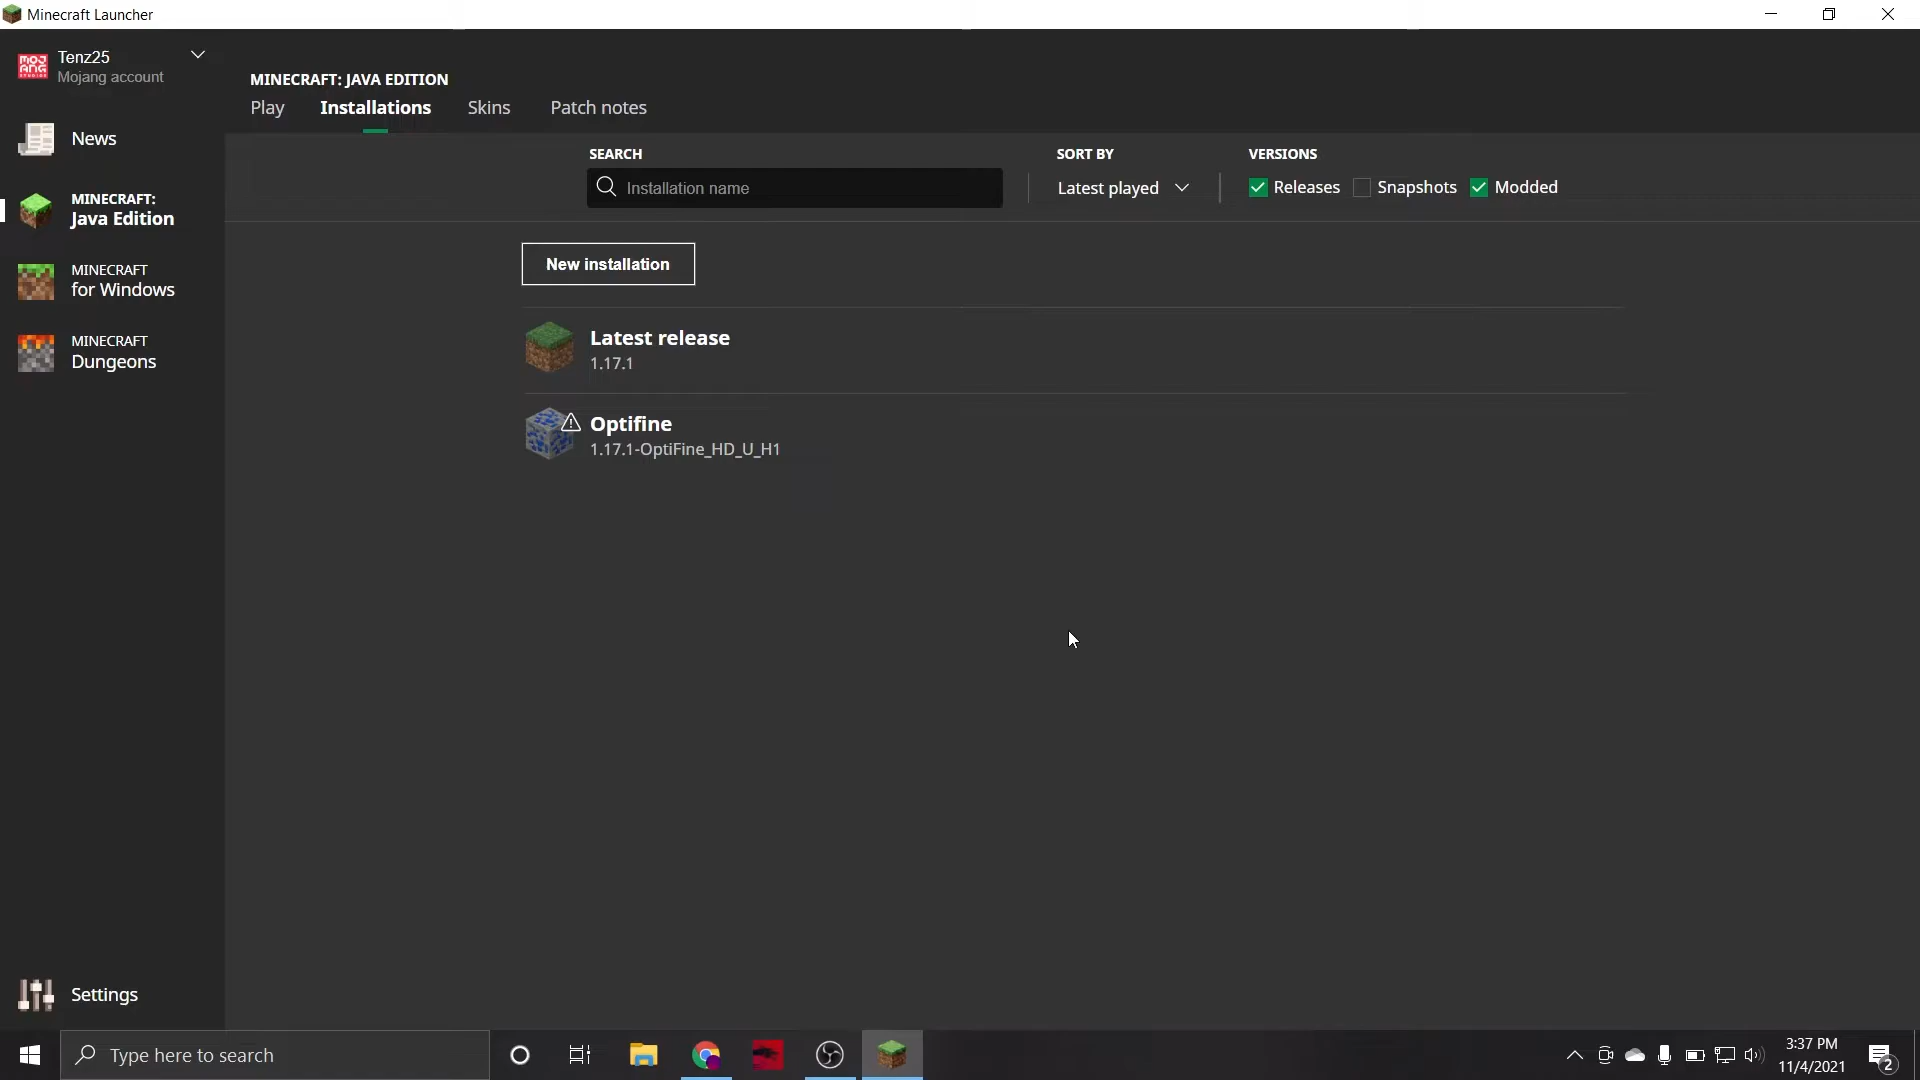 Minecraft Launcher
Tenz25
Mojang account
News
MINECRAFT:
Java Edition
MINECRAFT
for Windows
MINECRAFT
Dungeons
Settings
MINECRAFT: JAVA EDITION
Play Installations Skins Patch notes
SEARCH SORT BY VERSIONS
Installation name Latest played Releases Snapshots Modded
New installation
Latest release
1.17.1
Optifine
1.17.1-OptiFine_HD_U_H1
Type here to search
3:37 PM
11/4/2021
2